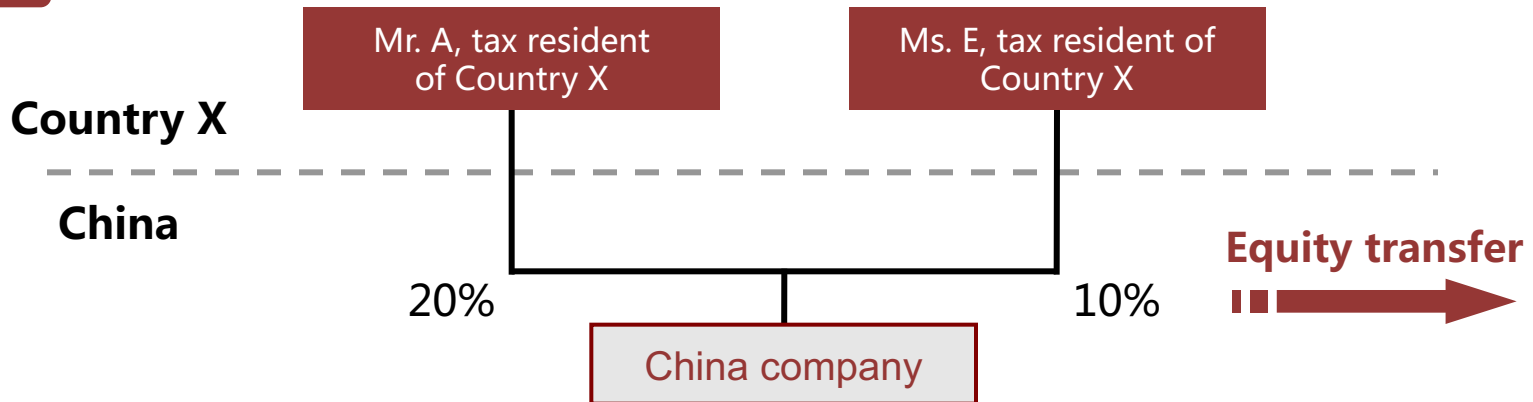 Mr. A, tax resident
of Country X
Ms. E, tax resident of
Country X
Country X
China
Equity transfer
20%
10%
China company